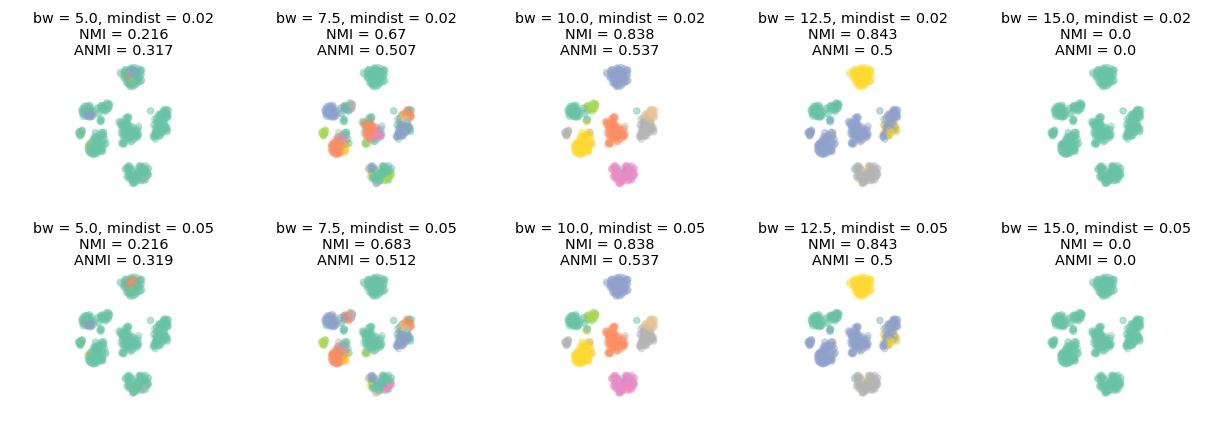 bw = 5.0, mindist = 0.02
NMI = 0.216
ANMI = 0.317
bw = 7.5, mindist = 0.02
NMI = 0.67
ANMI = 0.507
bw = 10.0, mindist = 0.02
NMI = 0.838
ANMI = 0.537
bw = 12.5, mindist = 0.02
NMI = 0.843
ANMI = 0.5
bw = 15.0, mindist = 0.02
NMI = 0.0
ANMI = 0.0
bw = 5.0, mindist = 0.05
NMI = 0.216
ANMI = 0.319
bw = 7.5, mindist = 0.05
NMI = 0.683
ANMI = 0.512
bw = 10.0, mindist = 0.05
NMI = 0.838
ANMI = 0.537
bw = 12.5, mindist = 0.05
NMI = 0.843
ANMI = 0.5
bw = 15.0, mindist = 0.05
NMI = 0.0
ANMI = 0.0